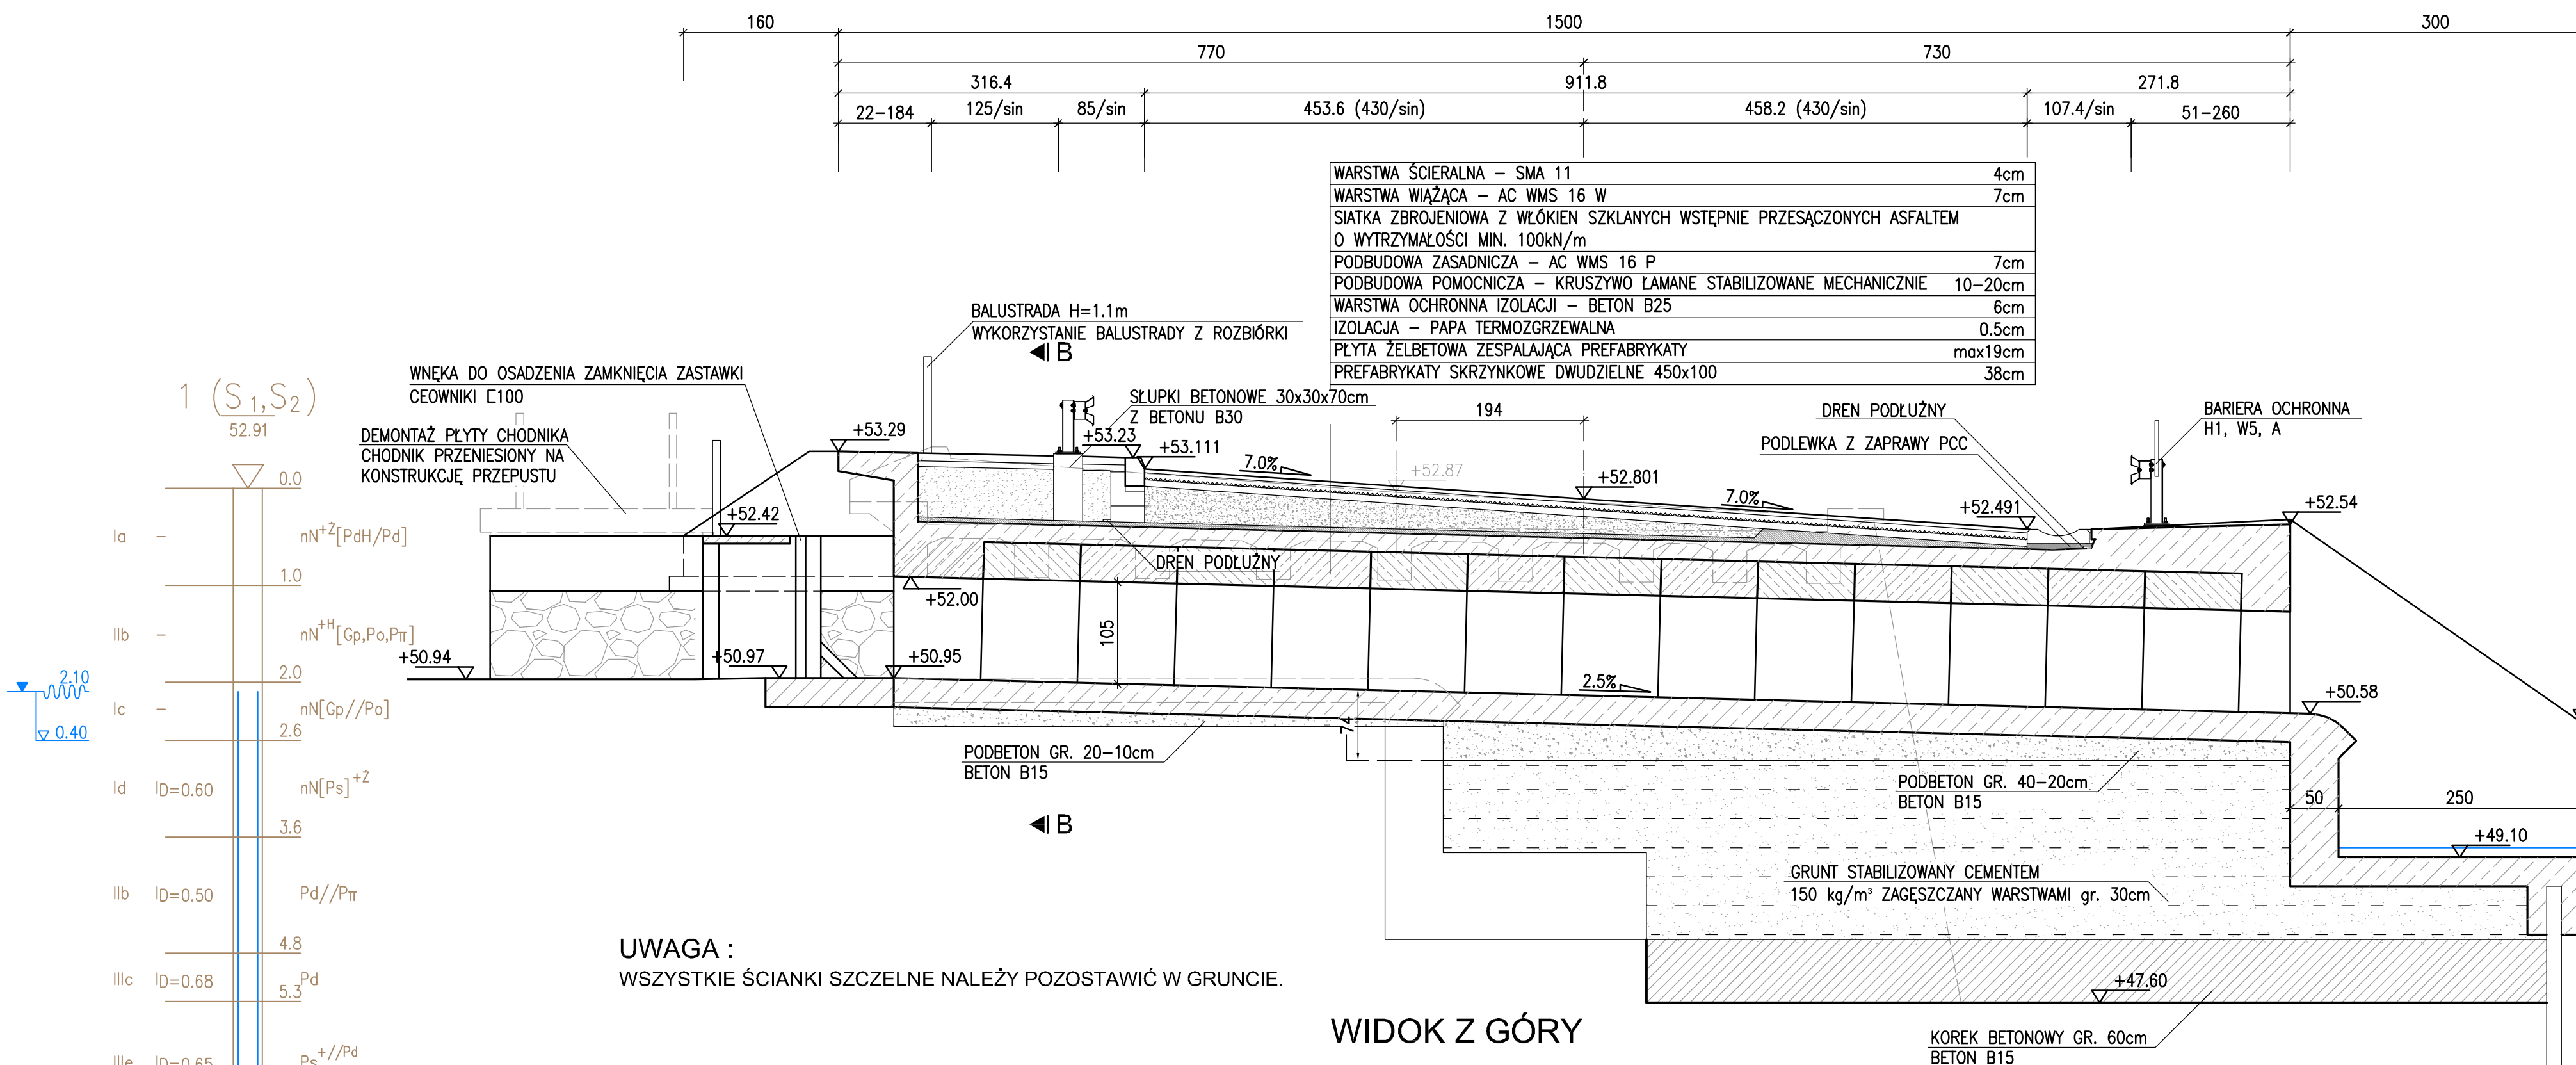 160
1500
300
770
730
316.4
911.8
271.8
22-184
125/sin
85/sin
453.6 (430/sin)
458.2 (430/sin)
107.4/sin
51-260
WARSTWA ŚCIERALNA - SMA 11 4cm
WARSTWA WIĄŻĄCA - AC WMS 16 W 7cm
SIATKA ZBROJENIOWA Z WŁÓKIEN SZKLANYCH WSTĘPNIE PRZESĄCZONYCH ASFALTEM
O WYTRZYMAŁOŚCI MIN. 100kN/m
PODBUDOWA ZASADNICZA - AC WMS 16 P 7cm
PODBUDOWA POMOCNICZA - KRUSZYWO ŁAMANE STABILIZOWANE MECHANICZNIE 10-20cm
WARSTWA OCHRONNA IZOLACJI - BETON B25 6cm
IZOLACJA - PAPA TERMOZGRZEWALNA 0.5cm
PŁYTA ŻELBETOWA ZESPALAJĄCA PREFABRYKATY max19cm
PREFABRYKATY SKRZYNKOWE DWUDZIELNE 450x100 38cm
BALUSTRADA H=1.1m
WYKORZYSTANIE BALUSTRADY Z ROZBIÓRKI
B
WNĘKA DO OSADZENIA ZAMKNIĘCIA ZASTAWKI
CEOWNIKI ⊏100
SŁUPKI BETONOWE 30x30x70cm
Z BETONU B30
DEMONTAŻ PŁYTY CHODNIKA
CHODNIK PRZENIESIONY NA
KONSTRUKCJĘ PRZEPUSTU
194
DREN PODŁUŻNY
PODLEWKA Z ZAPRAWY PCC
BARIERA OCHRONNA
H1, W5, A
+53.29
+53.23
+53.111
7.0%
+52.87
+52.801
7.0%
+52.491
+52.54
+52.42
DREN PODŁUŻNY
+52.00
105
+50.94
+50.97
+50.95
2.5%
+50.58
74
PODBETON GR. 20-10cm
BETON B15
PODBETON GR. 40-20cm
BETON B15
50
250
+49.10
B
GRUNT STABILIZOWANY CEMENTEM
150 kg/m³ ZAGĘSZCZANY WARSTWAMI gr. 30cm
+47.60
KOREK BETONOWY GR. 60cm
BETON B15
UWAGA :
WSZYSTKIE ŚCIANKI SZCZELNE NALEŻY POZOSTAWIĆ W GRUNCIE.
WIDOK Z GÓRY
1 (S1,S2)
52.91
0.0
Ia - nN+Ż[PdH/Pd]
1.0
IIb - nN+H[Gp,Po,Pπ]
2.0
2.10
Ic - nN[Gp//Po]
0.40
2.6
Id ID=0.60 nN[Ps]+Ż
3.6
IIb ID=0.50 Pd//Pπ
4.8
IIIc ID=0.68 Pd
5.3
IIIe ID=0.65 Ps+//Pd